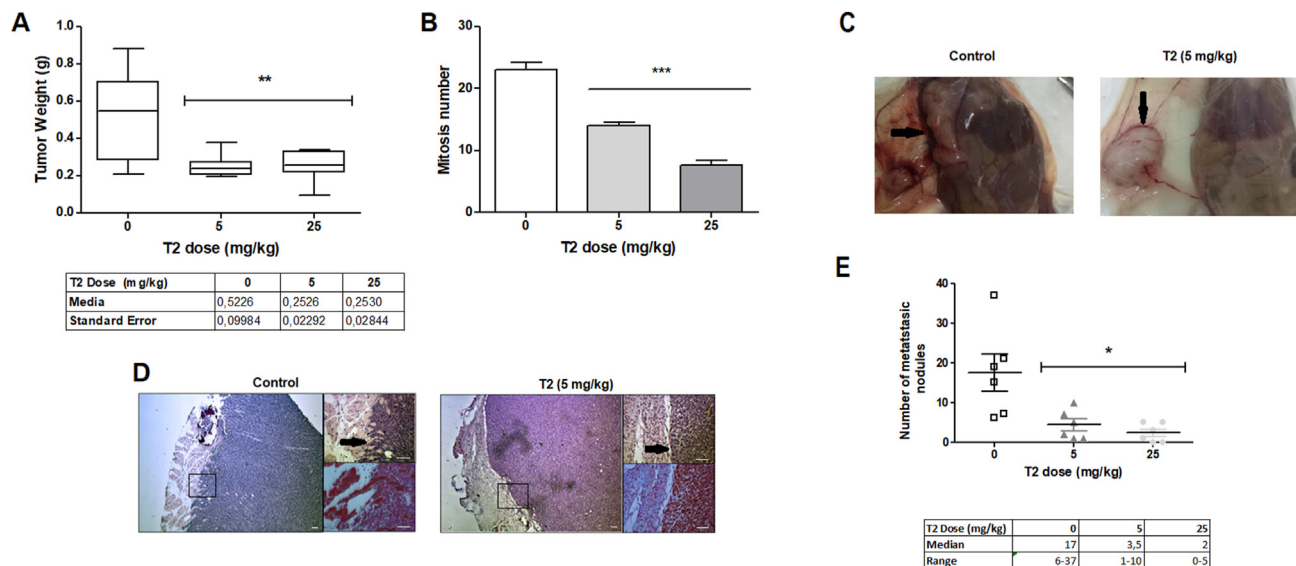 A
Tumor Weight (g)
1.0
0.8
0.6
0.4
0.2
0.0
**
0 5 25
T2 dose (mg/kg)
T2 Dose (mg/kg) 0 5 25
Media 0,5226 0,2526 0,2530
Standard Error 0,09984 0,02292 0,02844
B
Mitosis number
30
20
10
0
***
0 5 25
T2 dose (mg/kg)
C
Control T2 (5 mg/kg)
D
Control T2 (5 mg/kg)
E
Number of metatstasic
nodules
40
30
20
10
0
*
0 5 25
T2 dose (mg/kg)
T2 Dose (mg/kg) 0 5 25
Median 17 3,5 2
Range 6-37 1-10 0-5